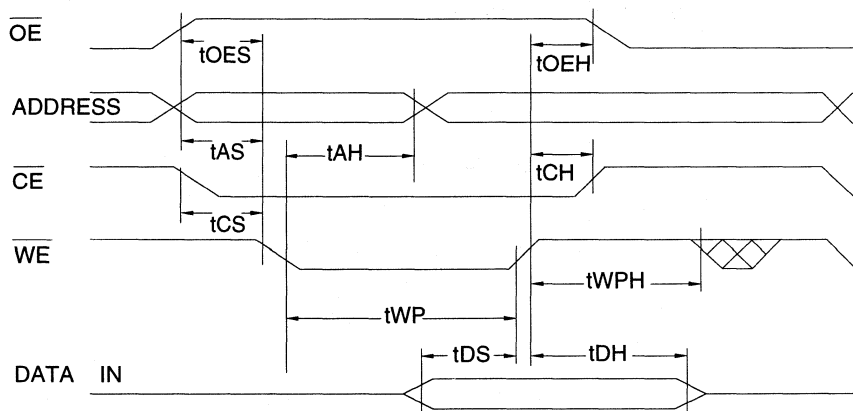 OE
tOES
tOEH
ADDRESS
tAS
tAH
tCH
CE
tCS
WE
tWPH
tWP
tDS
tDH
DATA IN